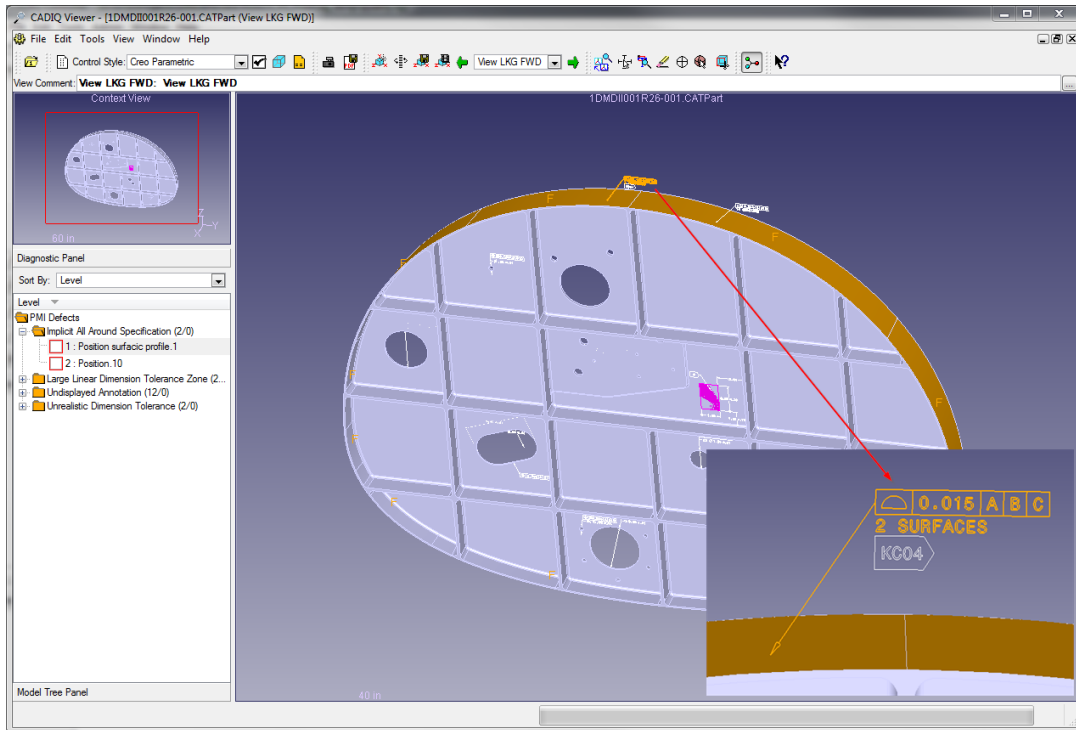 CADIQ Viewer - [1DMDII001R26-001.CATPart (View LKG FWD)]
File Edit Tools View Window Help
Control Style: Creo Parametric View LKG FWD
View Comment: View LKG FWD: View LKG FWD
Context View
Z
Y
X
60 in
Diagnostic Panel
Sort By: Level
Level
PMI Defects
Implicit All Around Specification (2/0)
1 : Position surfacic profile.1
2 : Position.10
Large Linear Dimension Tolerance Zone (2...
Undisplayed Annotation (12/0)
Unrealistic Dimension Tolerance (2/0)
Model Tree Panel
1DMDII001R26-001.CATPart
F
F
F
F
F
F
F
F
0.015 A B C
2 SURFACES
KC04
40 in